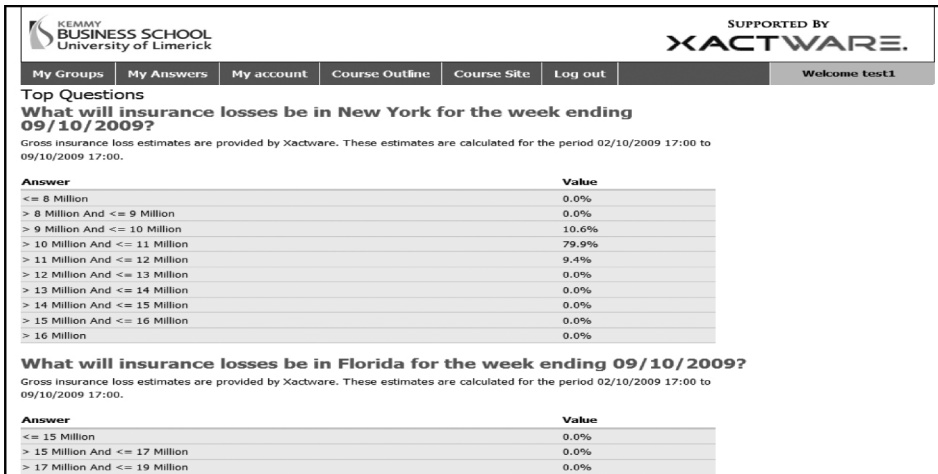 KEMMY
BUSINESS SCHOOL
University of Limerick
SUPPORTED BY
XACTWARE.
My Groups My Answers My account Course Outline Course Site Log out Welcome test1
Top Questions
What will insurance losses be in New York for the week ending
09/10/2009?
Gross insurance loss estimates are provided by Xactware. These estimates are calculated for the period 02/10/2009 17:00 to
09/10/2009 17:00.
Answer Value
<= 8 Million 0.0%
> 8 Million And <= 9 Million 0.0%
> 9 Million And <= 10 Million 10.6%
> 10 Million And <= 11 Million 79.9%
> 11 Million And <= 12 Million 9.4%
> 12 Million And <= 13 Million 0.0%
> 13 Million And <= 14 Million 0.0%
> 14 Million And <= 15 Million 0.0%
> 15 Million And <= 16 Million 0.0%
> 16 Million 0.0%
What will insurance losses be in Florida for the week ending 09/10/2009?
Gross insurance loss estimates are provided by Xactware. These estimates are calculated for the period 02/10/2009 17:00 to
09/10/2009 17:00.
Answer Value
<= 15 Million 0.0%
> 15 Million And <= 17 Million 0.0%
> 17 Million And <= 19 Million 0.0%